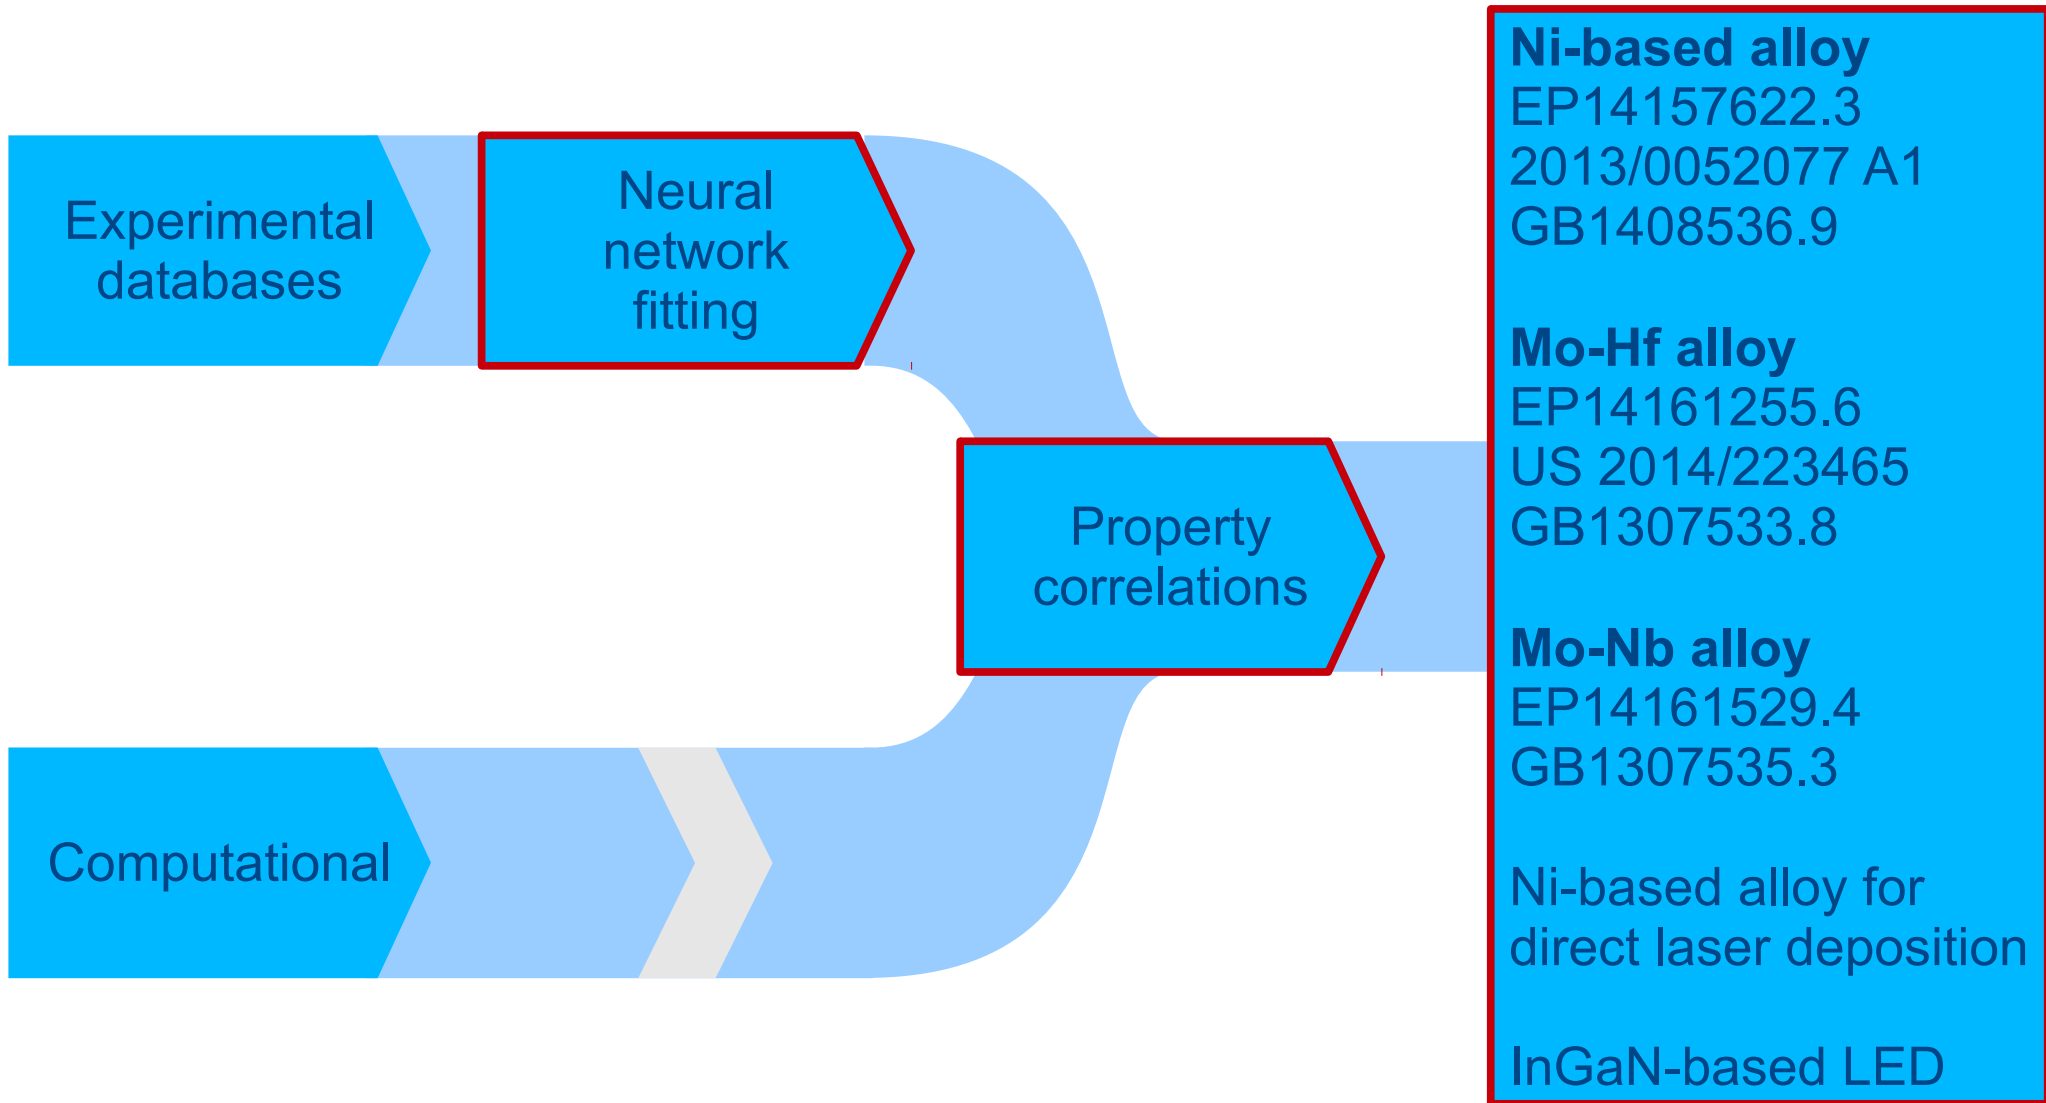 Experimental
databases
Neural
network
fitting
Property
correlations
Computational
Ni-based alloy
EP14157622.3
2013/0052077 A1
GB1408536.9
Mo-Hf alloy
EP14161255.6
US 2014/223465
GB1307533.8
Mo-Nb alloy
EP14161529.4
GB1307535.3
Ni-based alloy for
direct laser deposition
InGaN-based LED